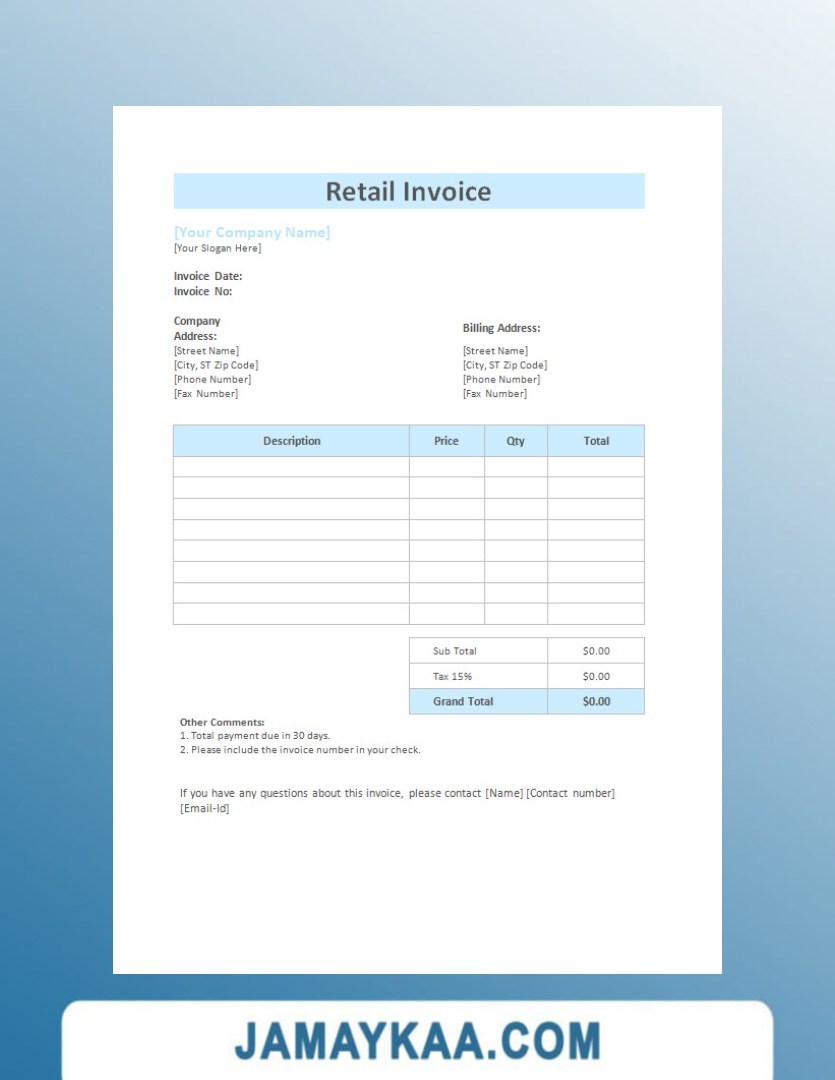 Retail Invoice
[Your Company Name]
[Your Slogan Here]
Invoice Date:
Invoice No:
Company
Address:
[Street Name]
[City, ST Zip Code]
[Phone Number]
[Fax Number]
Billing Address:
[Street Name]
[City, ST Zip Code]
[Phone Number]
[Fax Number]
Description Price Qty Total
Sub Total $0.00
Tax 15% $0.00
Grand Total $0.00
Other Comments:
1. Total payment due in 30 days.
2. Please include the invoice number in your check.
If you have any questions about this invoice, please contact [Name] [Contact number]
[Email-Id]
JAMAYKAA.COM